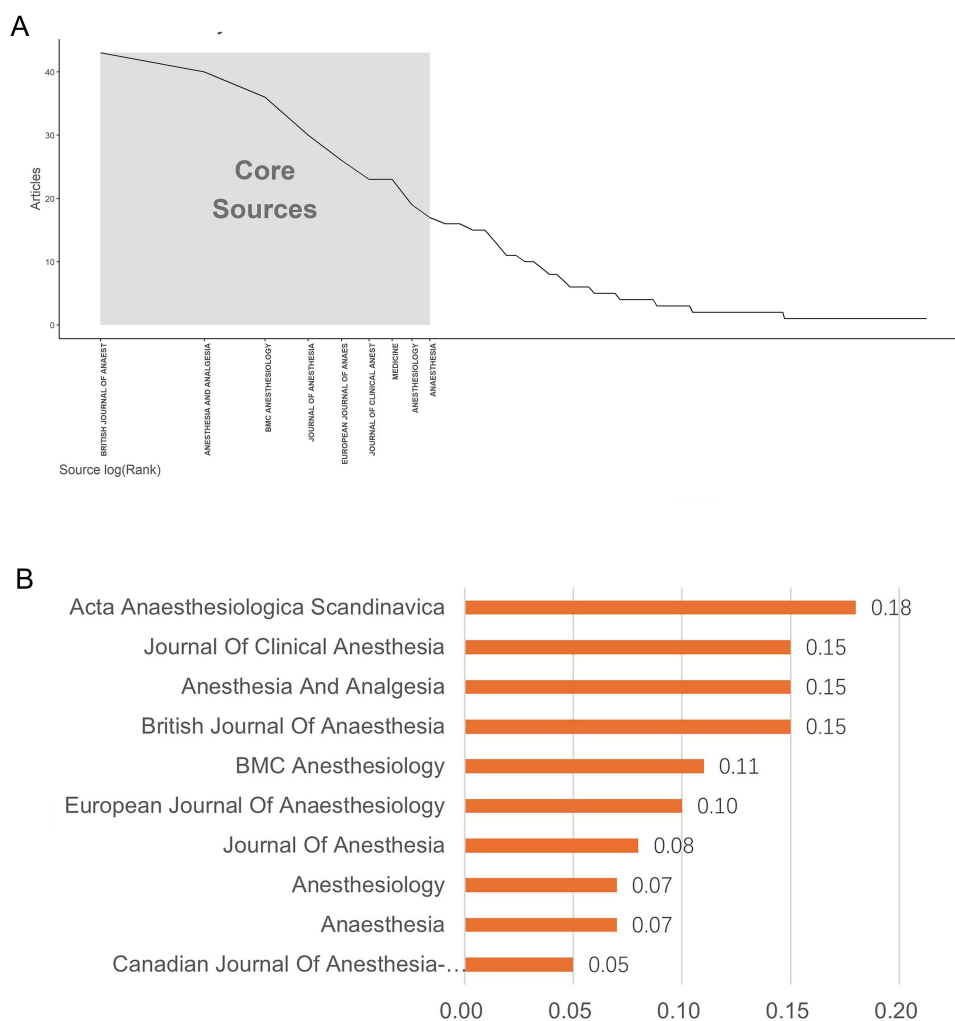 A
40
30
20
10
0
Articles
Core
Sources
BRITISH JOURNAL OF ANAEST
ANESTHESIA AND ANALGESIA
BMC ANESTHESIOLOGY
JOURNAL OF ANESTHESIA
EUROPEAN JOURNAL OF ANAES
JOURNAL OF CLINICAL ANEST
MEDICINE
ANESTHESIOLOGY
ANAESTHESIA
Source log(Rank)
B
Acta Anaesthesiologica Scandinavica 0.18
Journal Of Clinical Anesthesia 0.15
Anesthesia And Analgesia 0.15
British Journal Of Anaesthesia 0.15
BMC Anesthesiology 0.11
European Journal Of Anaesthesiology 0.10
Journal Of Anesthesia 0.08
Anesthesiology 0.07
Anaesthesia 0.07
Canadian Journal Of Anesthesia-… 0.05
0.00 0.05 0.10 0.15 0.20